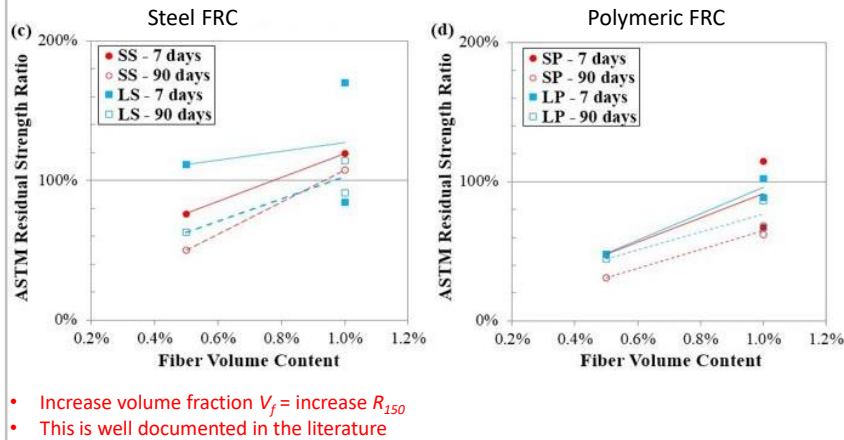 Steel FRC
(c)
200%
SS - 7 days
SS - 90 days
LS - 7 days
LS - 90 days
100%
0%
ASTM Residual Strength Ratio
0.2% 0.4% 0.6% 0.8% 1.0% 1.2%
Fiber Volume Content
Polymeric FRC
(d)
200%
SP - 7 days
SP - 90 days
LP - 7 days
LP - 90 days
100%
0%
ASTM Residual Strength Ratio
0.2% 0.4% 0.6% 0.8% 1.0% 1.2%
Fiber Volume Content
• Increase volume fraction Vf = increase R150
• This is well documented in the literature